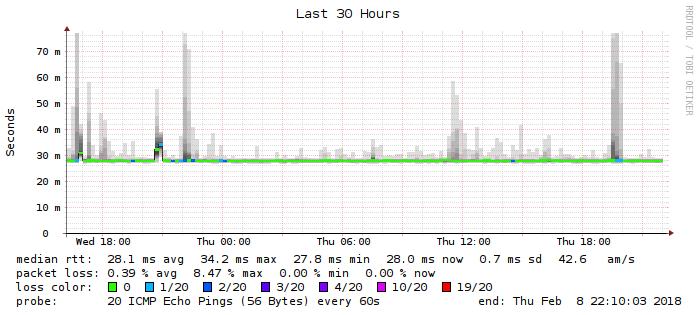 Last 30 Hours
RRDTOOL / TOBI OETIKER
Seconds
70 m
60 m
50 m
40 m
30 m
20 m
10 m
0
Wed 18:00 Thu 00:00 Thu 06:00 Thu 12:00 Thu 18:00
median rtt: 28.1 ms avg 34.2 ms max 27.8 ms min 28.0 ms now 0.7 ms sd 42.6 am/s
packet loss: 0.39 % avg 8.47 % max 0.00 % min 0.00 % now
loss color: 0 1/20 2/20 3/20 4/20 10/20 19/20
probe: 20 ICMP Echo Pings (56 Bytes) every 60s end: Thu Feb 8 22:10:03 2018